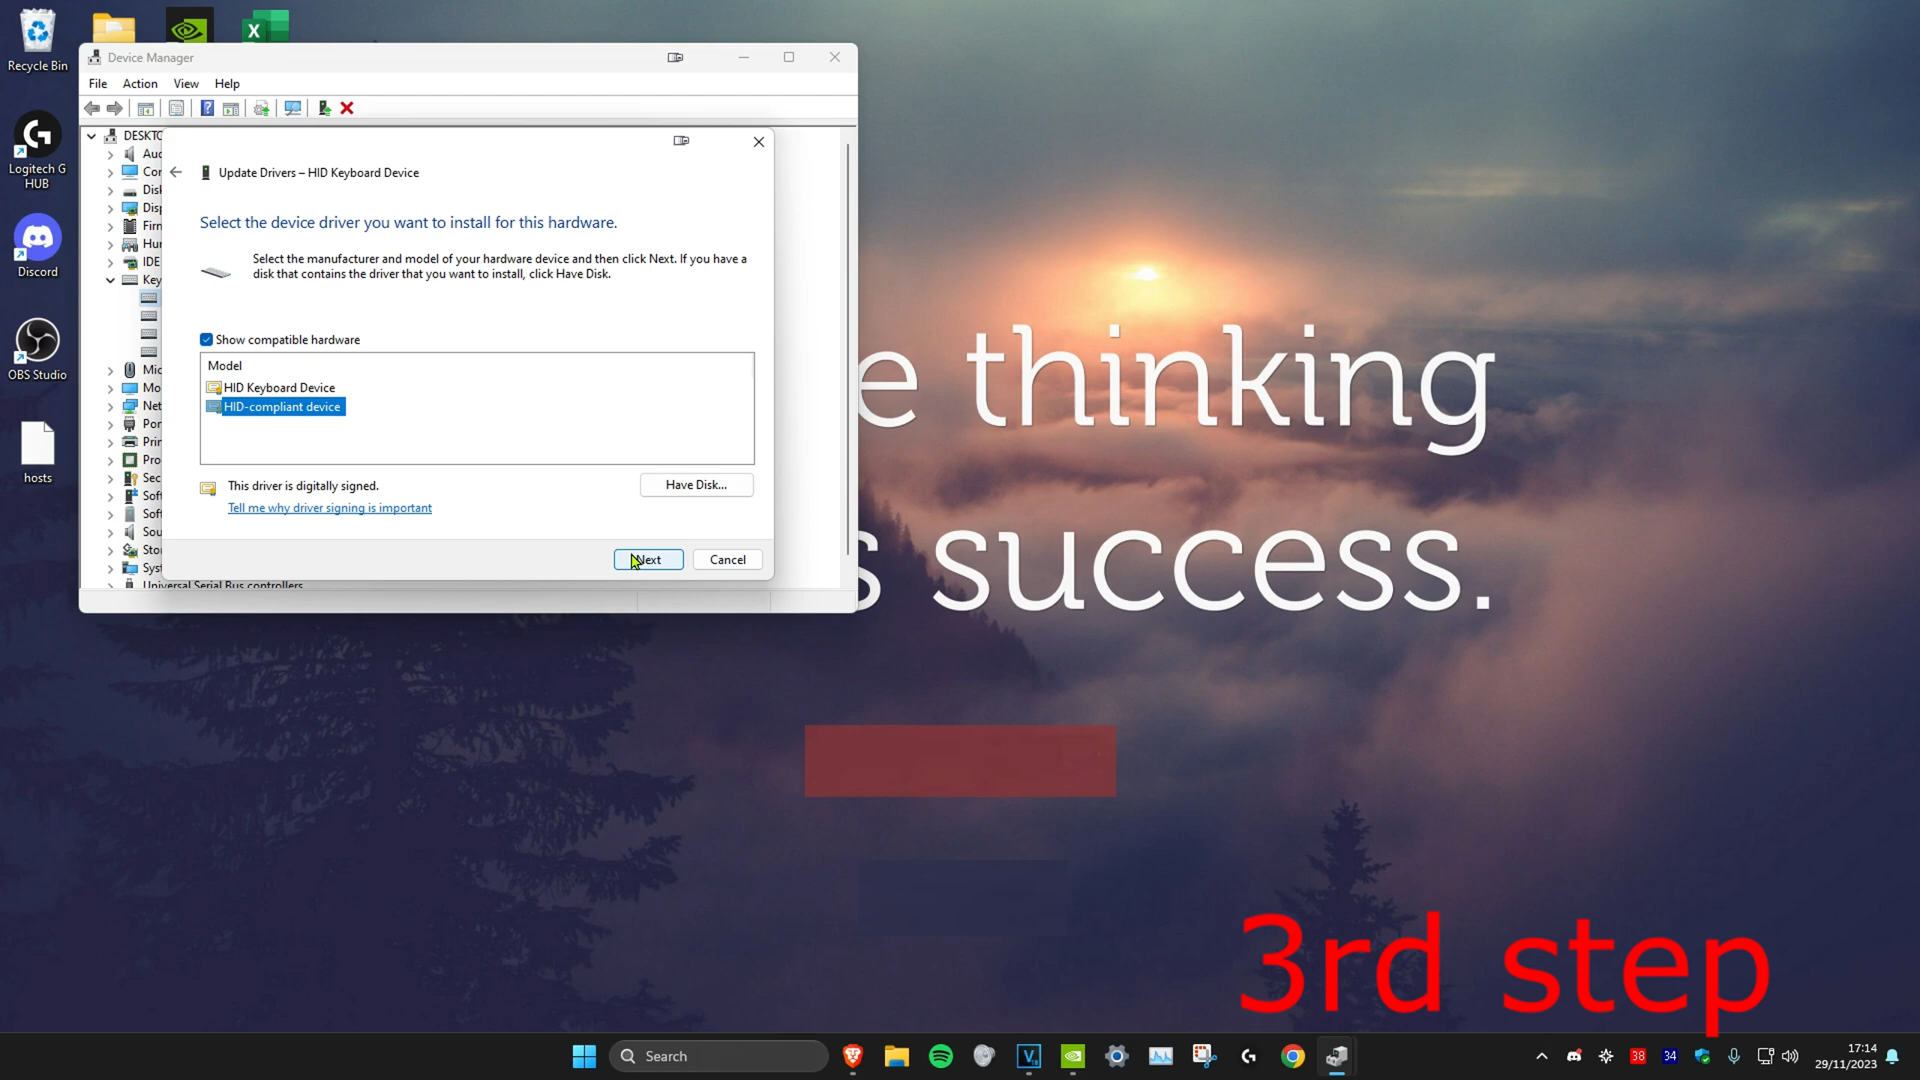 Recycle Bin
Logitech G
HUB
Discord
OBS Studio
hosts
X
Device Manager
File Action View Help
DESKTO
Disk
Key
Universal Serial Bus controllers
Update Drivers – HID Keyboard Device
Select the device driver you want to install for this hardware.
Select the manufacturer and model of your hardware device and then click Next. If you have a
disk that contains the driver that you want to install, click Have Disk.
Show compatible hardware
Model
HID Keyboard Device
HID-compliant device
This driver is digitally signed.
Have Disk...
Tell me why driver signing is important
Next
Cancel
e thinking
s success.
3rd step
Search
38
34
17:14
29/11/2023